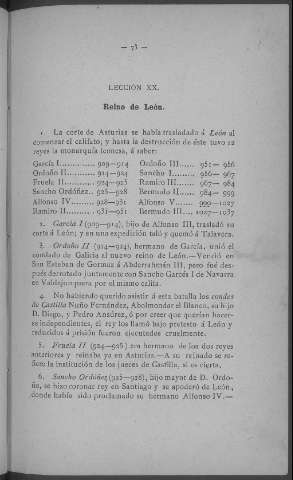 — 73 —
LECCIÓN XX.
Reino de León.
1. La corte de Asturias se había trasladado á León al
comenzar el califato; y hasta la destrucción de éste tuvo 12
reyes la monarquía leonesa, á saber:
García I............ 909—914 Ordoño III..... 951— 956
Ordoño II.......... 914—924 Sancho I......... 956— 967
Fruela II........... 924—925 Ramiro III...... 967— 984
Sancho Ordóñez.. 925—928 Bermudo II..... 984— 999
Alfonso IV......... 928—931 Alfonso V....... 999—1027
Ramiro II.......... 931—951 Bermudo III.... 1027—1037
2. García I (909—914), hijo de Alfonso III, trasladó su
corte á León; y en una expedición taló y quemó á Talavera.
3. Ordoño II (914—924), hermano de García, unió el
condado de Galicia al nuevo reino de León.—Venció en
San Esteban de Gormaz á Abderrahmán III, pero fué des-
pués derrotado juntamente con Sancho Garcés I de Navarra
en Valdejunquera por el mismo califa.
4. No habiendo querido asistir á esta batalla los condes
de Castilla Nuño Fernández, Abolmondar el Blanco, su hijo
D. Diego, y Pedro Ansúrez, ó por creer que querían hacer-
se independientes, el rey los llamó bajo pretexto á León y
reducidos á prisión fueron ejecutados cruelmente.
5. Fruela II (924—925) era hermano de los dos reyes
anteriores y reinaba ya en Asturias.—A su reinado se re-
fiere la institución de los jueces de Castilla, si es cierta.
6. Sancho Ordóñez (925—928), hijo mayor de D. Ordo-
ño, se hizo coronar rey en Santiago y se apoderó de León,
donde había sido proclamado su hermano Alfonso IV.—